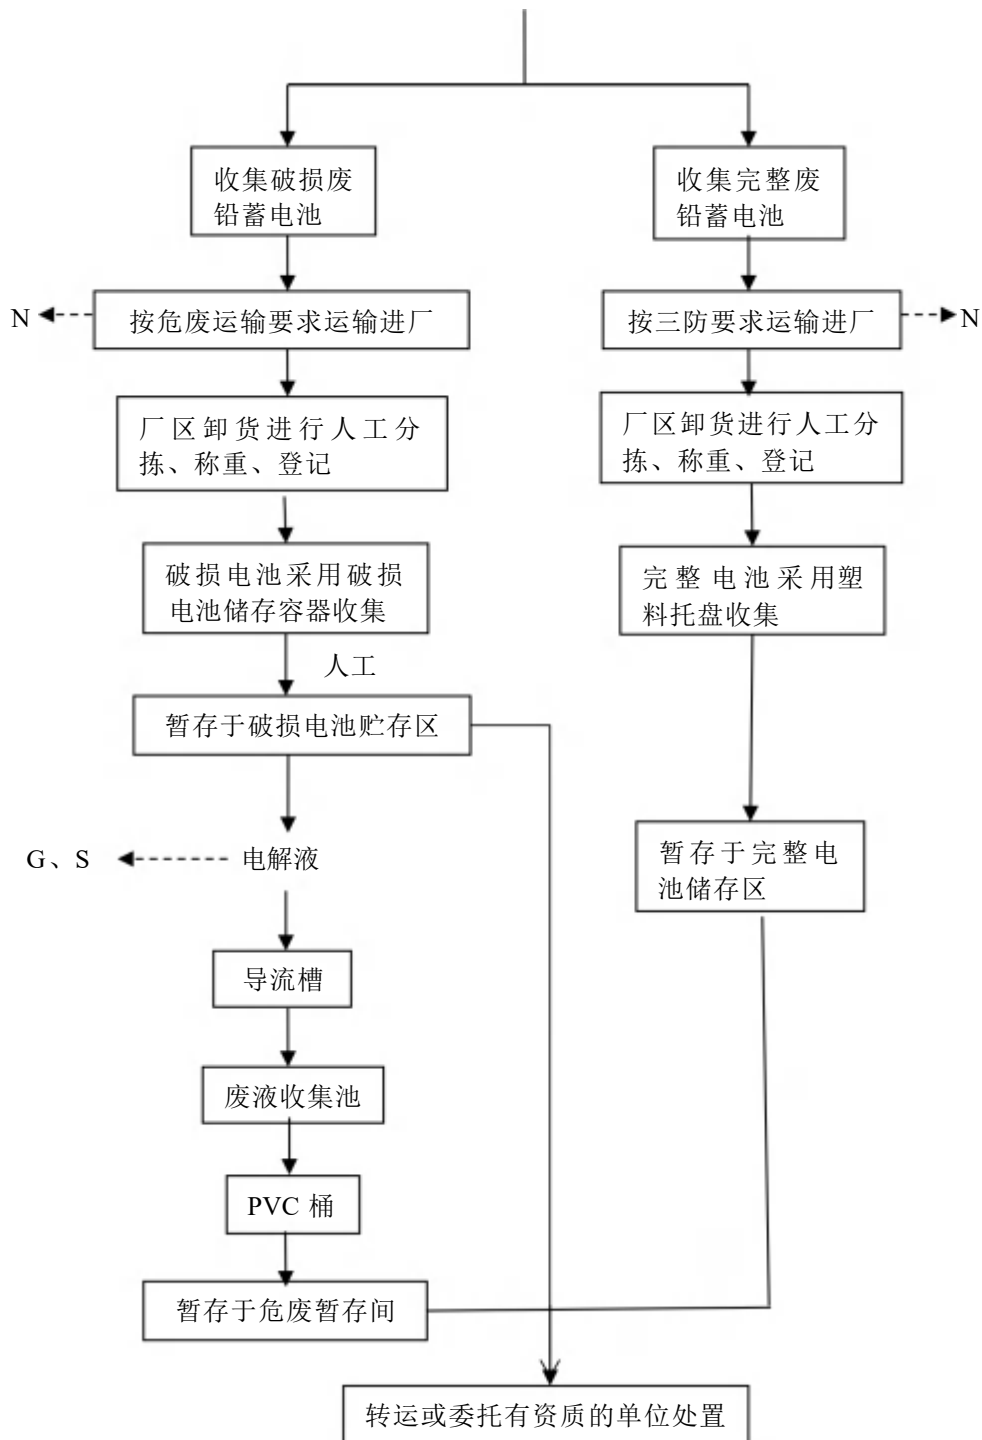 收集破损废
铅蓄电池
收集完整废
铅蓄电池
N
按危废运输要求运输进厂
按三防要求运输进厂
N
厂区卸货进行人工分
拣、称重、登记
厂区卸货进行人工分
拣、称重、登记
破损电池采用破损
电池储存容器收集
完整电池采用塑
料托盘收集
人工
暂存于破损电池贮存区
G、S
电解液
暂存于完整电
池储存区
导流槽
废液收集池
PVC 桶
暂存于危废暂存间
转运或委托有资质的单位处置